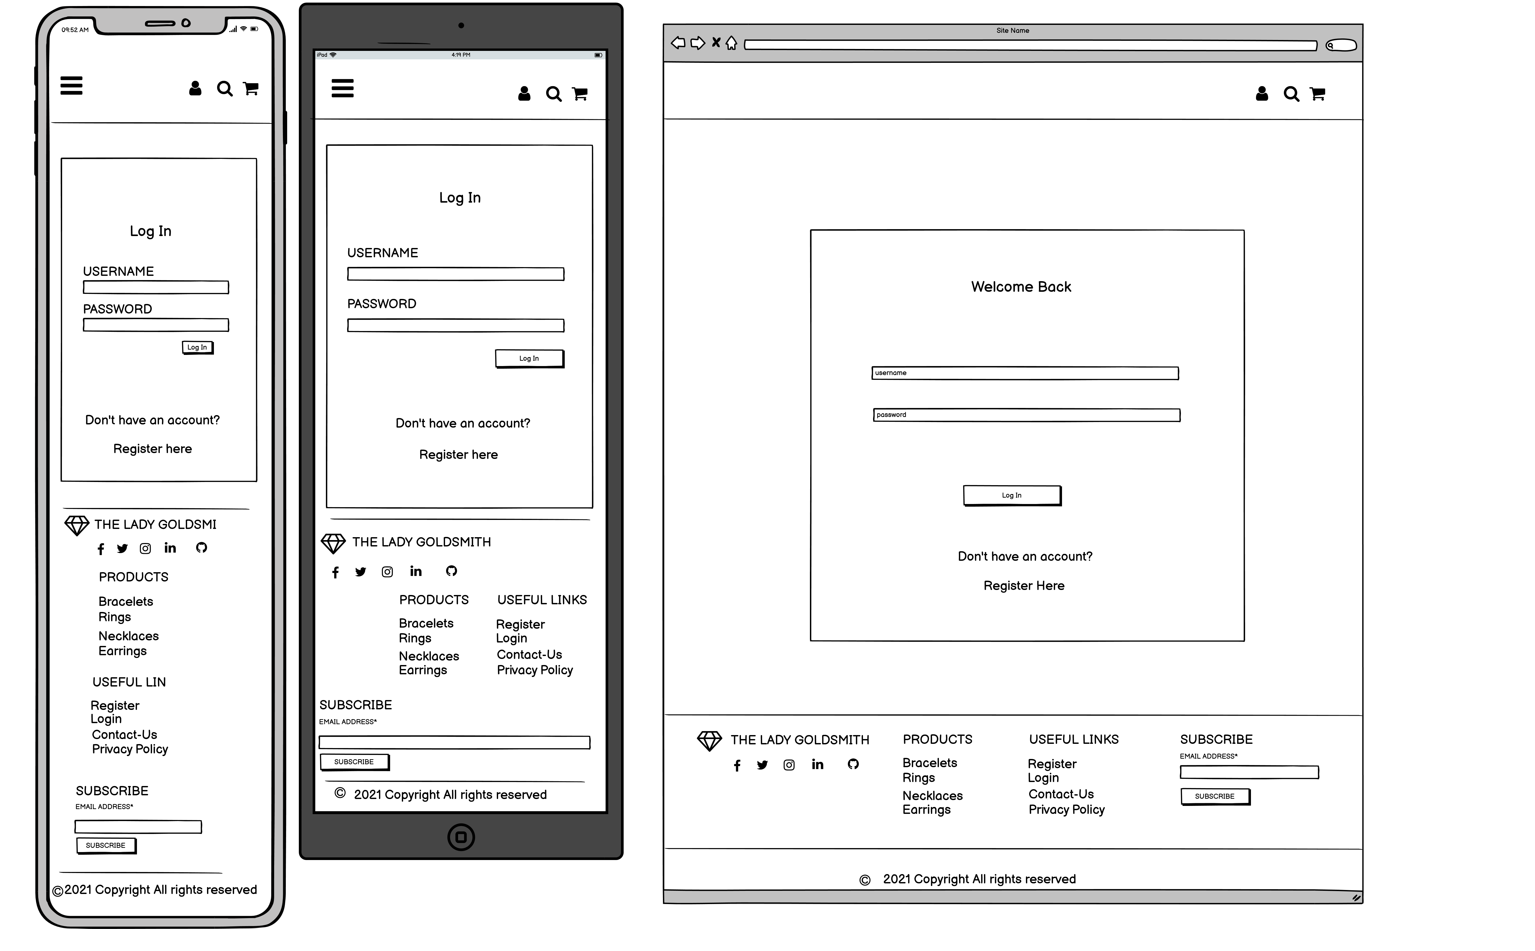 09:52 AM
Log In
USERNAME
PASSWORD
Log In
Don't have an account?
Register here
THE LADY GOLDSMI
PRODUCTS
Bracelets
Rings
Necklaces
Earrings
USEFUL LIN
Register
Login
Contact-Us
Privacy Policy
SUBSCRIBE
EMAIL ADDRESS*
SUBSCRIBE
©2021 Copyright All rights reserved
iPad
4:19 PM
Log In
USERNAME
PASSWORD
Log In
Don't have an account?
Register here
THE LADY GOLDSMITH
PRODUCTS
Bracelets
Rings
Necklaces
Earrings
USEFUL LINKS
Register
Login
Contact-Us
Privacy Policy
SUBSCRIBE
EMAIL ADDRESS*
SUBSCRIBE
© 2021 Copyright All rights reserved
Site Name
Welcome Back
username
password
Log In
Don't have an account?
Register Here
THE LADY GOLDSMITH
PRODUCTS
Bracelets
Rings
Necklaces
Earrings
USEFUL LINKS
Register
Login
Contact-Us
Privacy Policy
SUBSCRIBE
EMAIL ADDRESS*
SUBSCRIBE
© 2021 Copyright All rights reserved